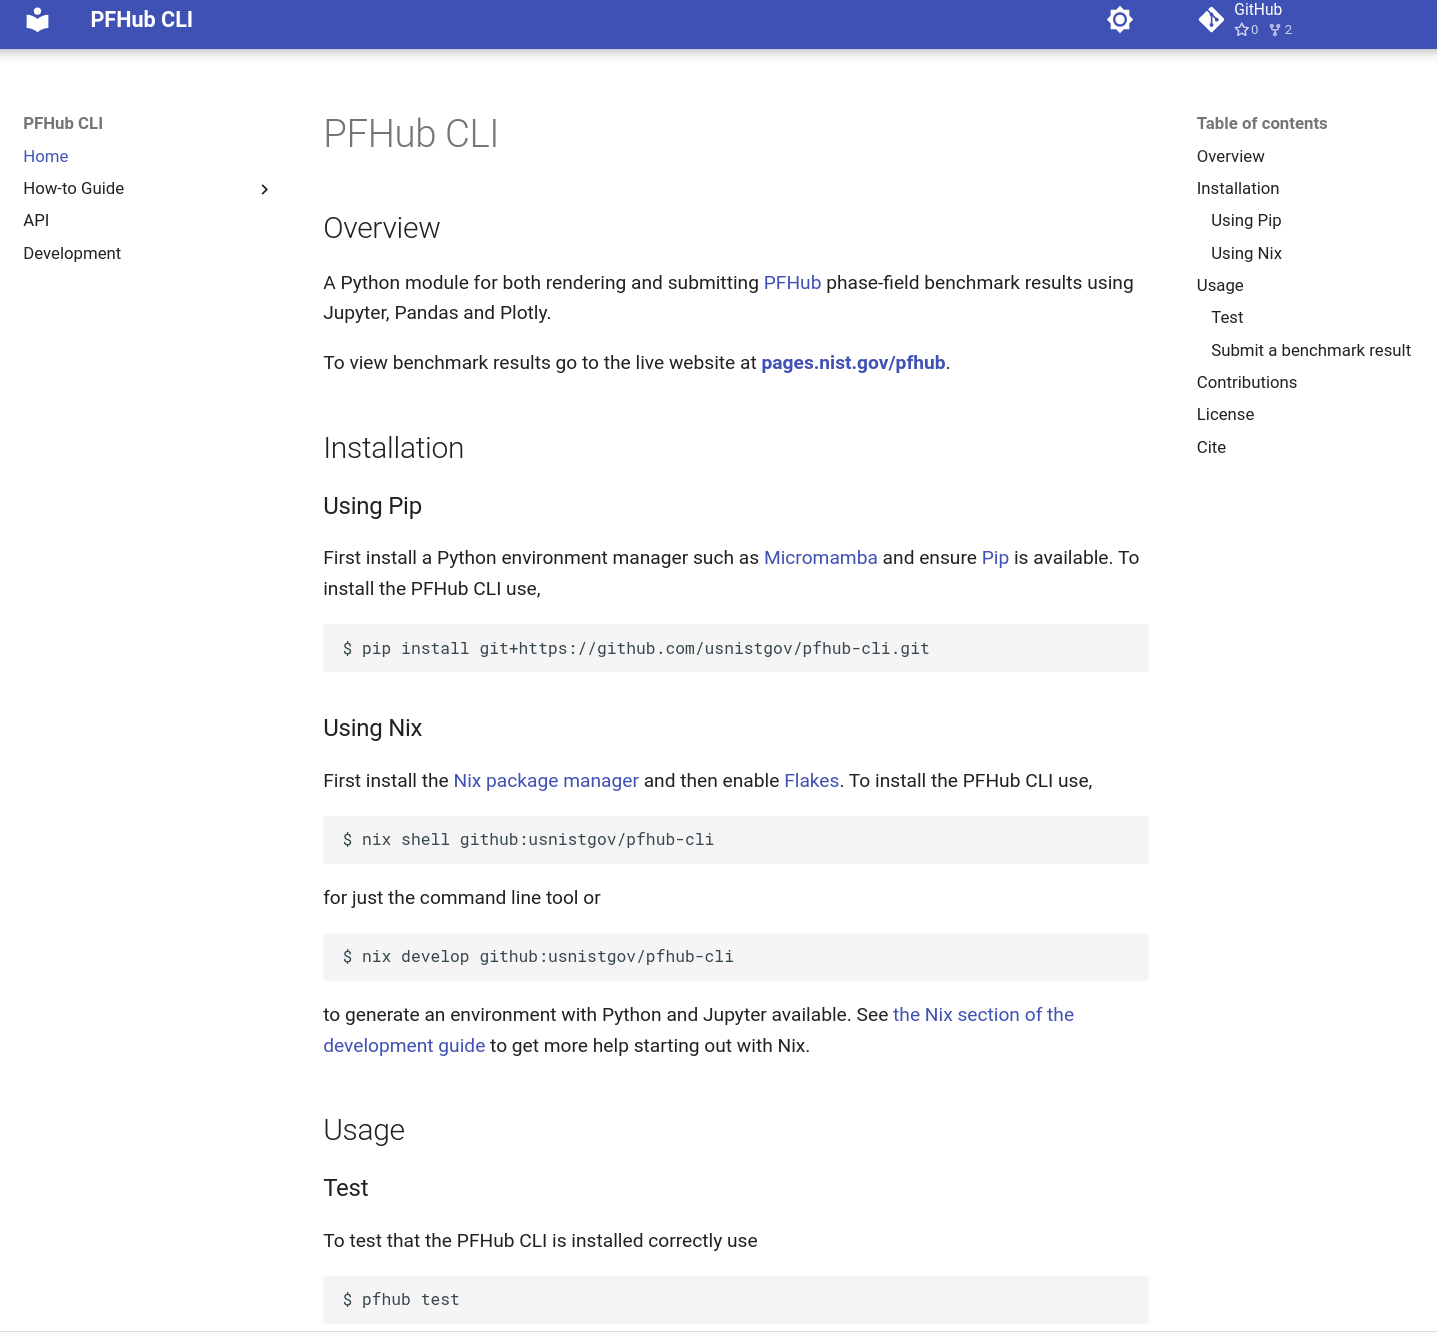 PFHub CLI
GitHub
0 2
PFHub CLI
Home
How-to Guide
API
Development
PFHub CLI
Overview
A Python module for both rendering and submitting PFHub phase-field benchmark results using
Jupyter, Pandas and Plotly.
To view benchmark results go to the live website at pages.nist.gov/pfhub.
Installation
Using Pip
First install a Python environment manager such as Micromamba and ensure Pip is available. To
install the PFHub CLI use,
$ pip install git+https://github.com/usnistgov/pfhub-cli.git
Using Nix
First install the Nix package manager and then enable Flakes. To install the PFHub CLI use,
$ nix shell github:usnistgov/pfhub-cli
for just the command line tool or
$ nix develop github:usnistgov/pfhub-cli
to generate an environment with Python and Jupyter available. See the Nix section of the
development guide to get more help starting out with Nix.
Usage
Test
To test that the PFHub CLI is installed correctly use
$ pfhub test
Table of contents
Overview
Installation
Using Pip
Using Nix
Usage
Test
Submit a benchmark result
Contributions
License
Cite